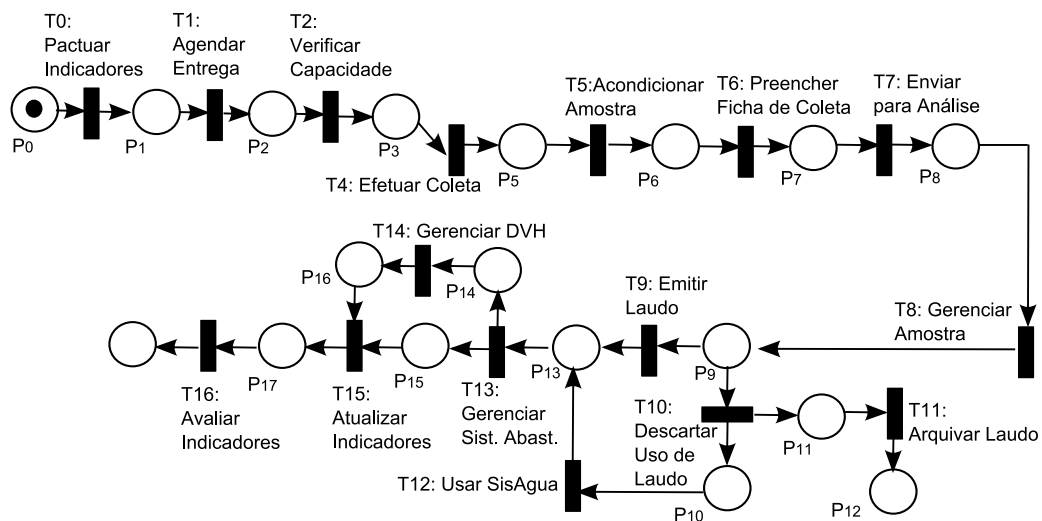 T0:
Pactuar
Indicadores
T1:
Agendar
Entrega
T2:
Verificar
Capacidade
P0
P1
P2
P3
T4: Efetuar Coleta
T5:Acondicionar
Amostra
P5
P6
T6: Preencher
Ficha de Coleta
P7
T7: Enviar
para Análise
P8
T8: Gerenciar
Amostra
T14: Gerenciar DVH
P16
P14
T9: Emitir
Laudo
P17
P15
P13
P9
T16:
Avaliar
Indicadores
T15:
Atualizar
Indicadores
T13:
Gerenciar
Sist. Abast.
T10:
Descartar
Uso de
Laudo
P11
T11:
Arquivar Laudo
T12: Usar SisAgua
P10
P12